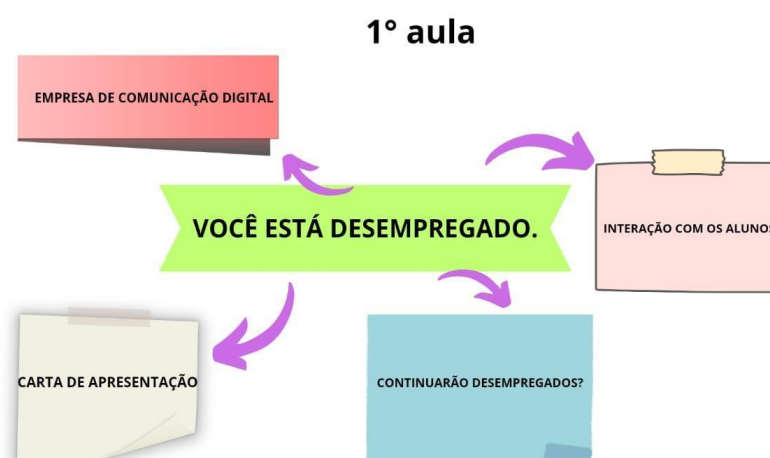 1° aula
EMPRESA DE COMUNICAÇÃO DIGITAL
VOCÊ ESTÁ DESEMPREGADO.
INTERAÇÃO COM OS ALUNOS
CARTA DE APRESENTAÇÃO
CONTINUARÃO DESEMPREGADOS?